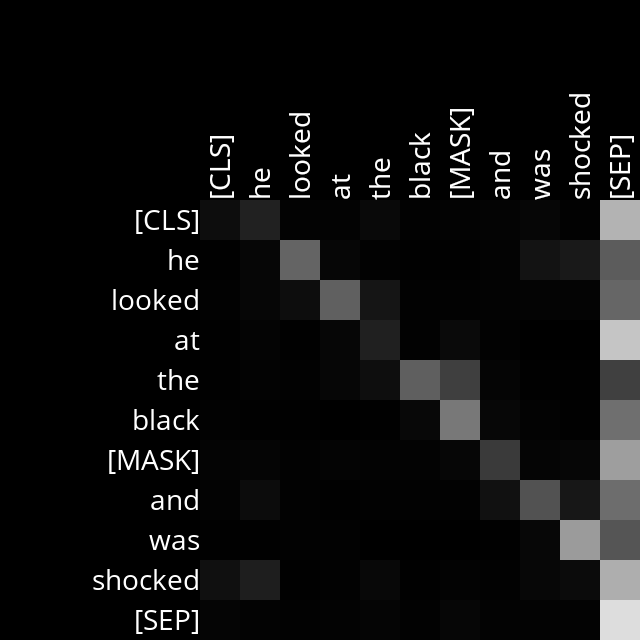 [CLS] he looked at the black [MASK] and was shocked [SEP]
[CLS]
he
looked
at
the
black
[MASK]
and
was
shocked
[SEP]